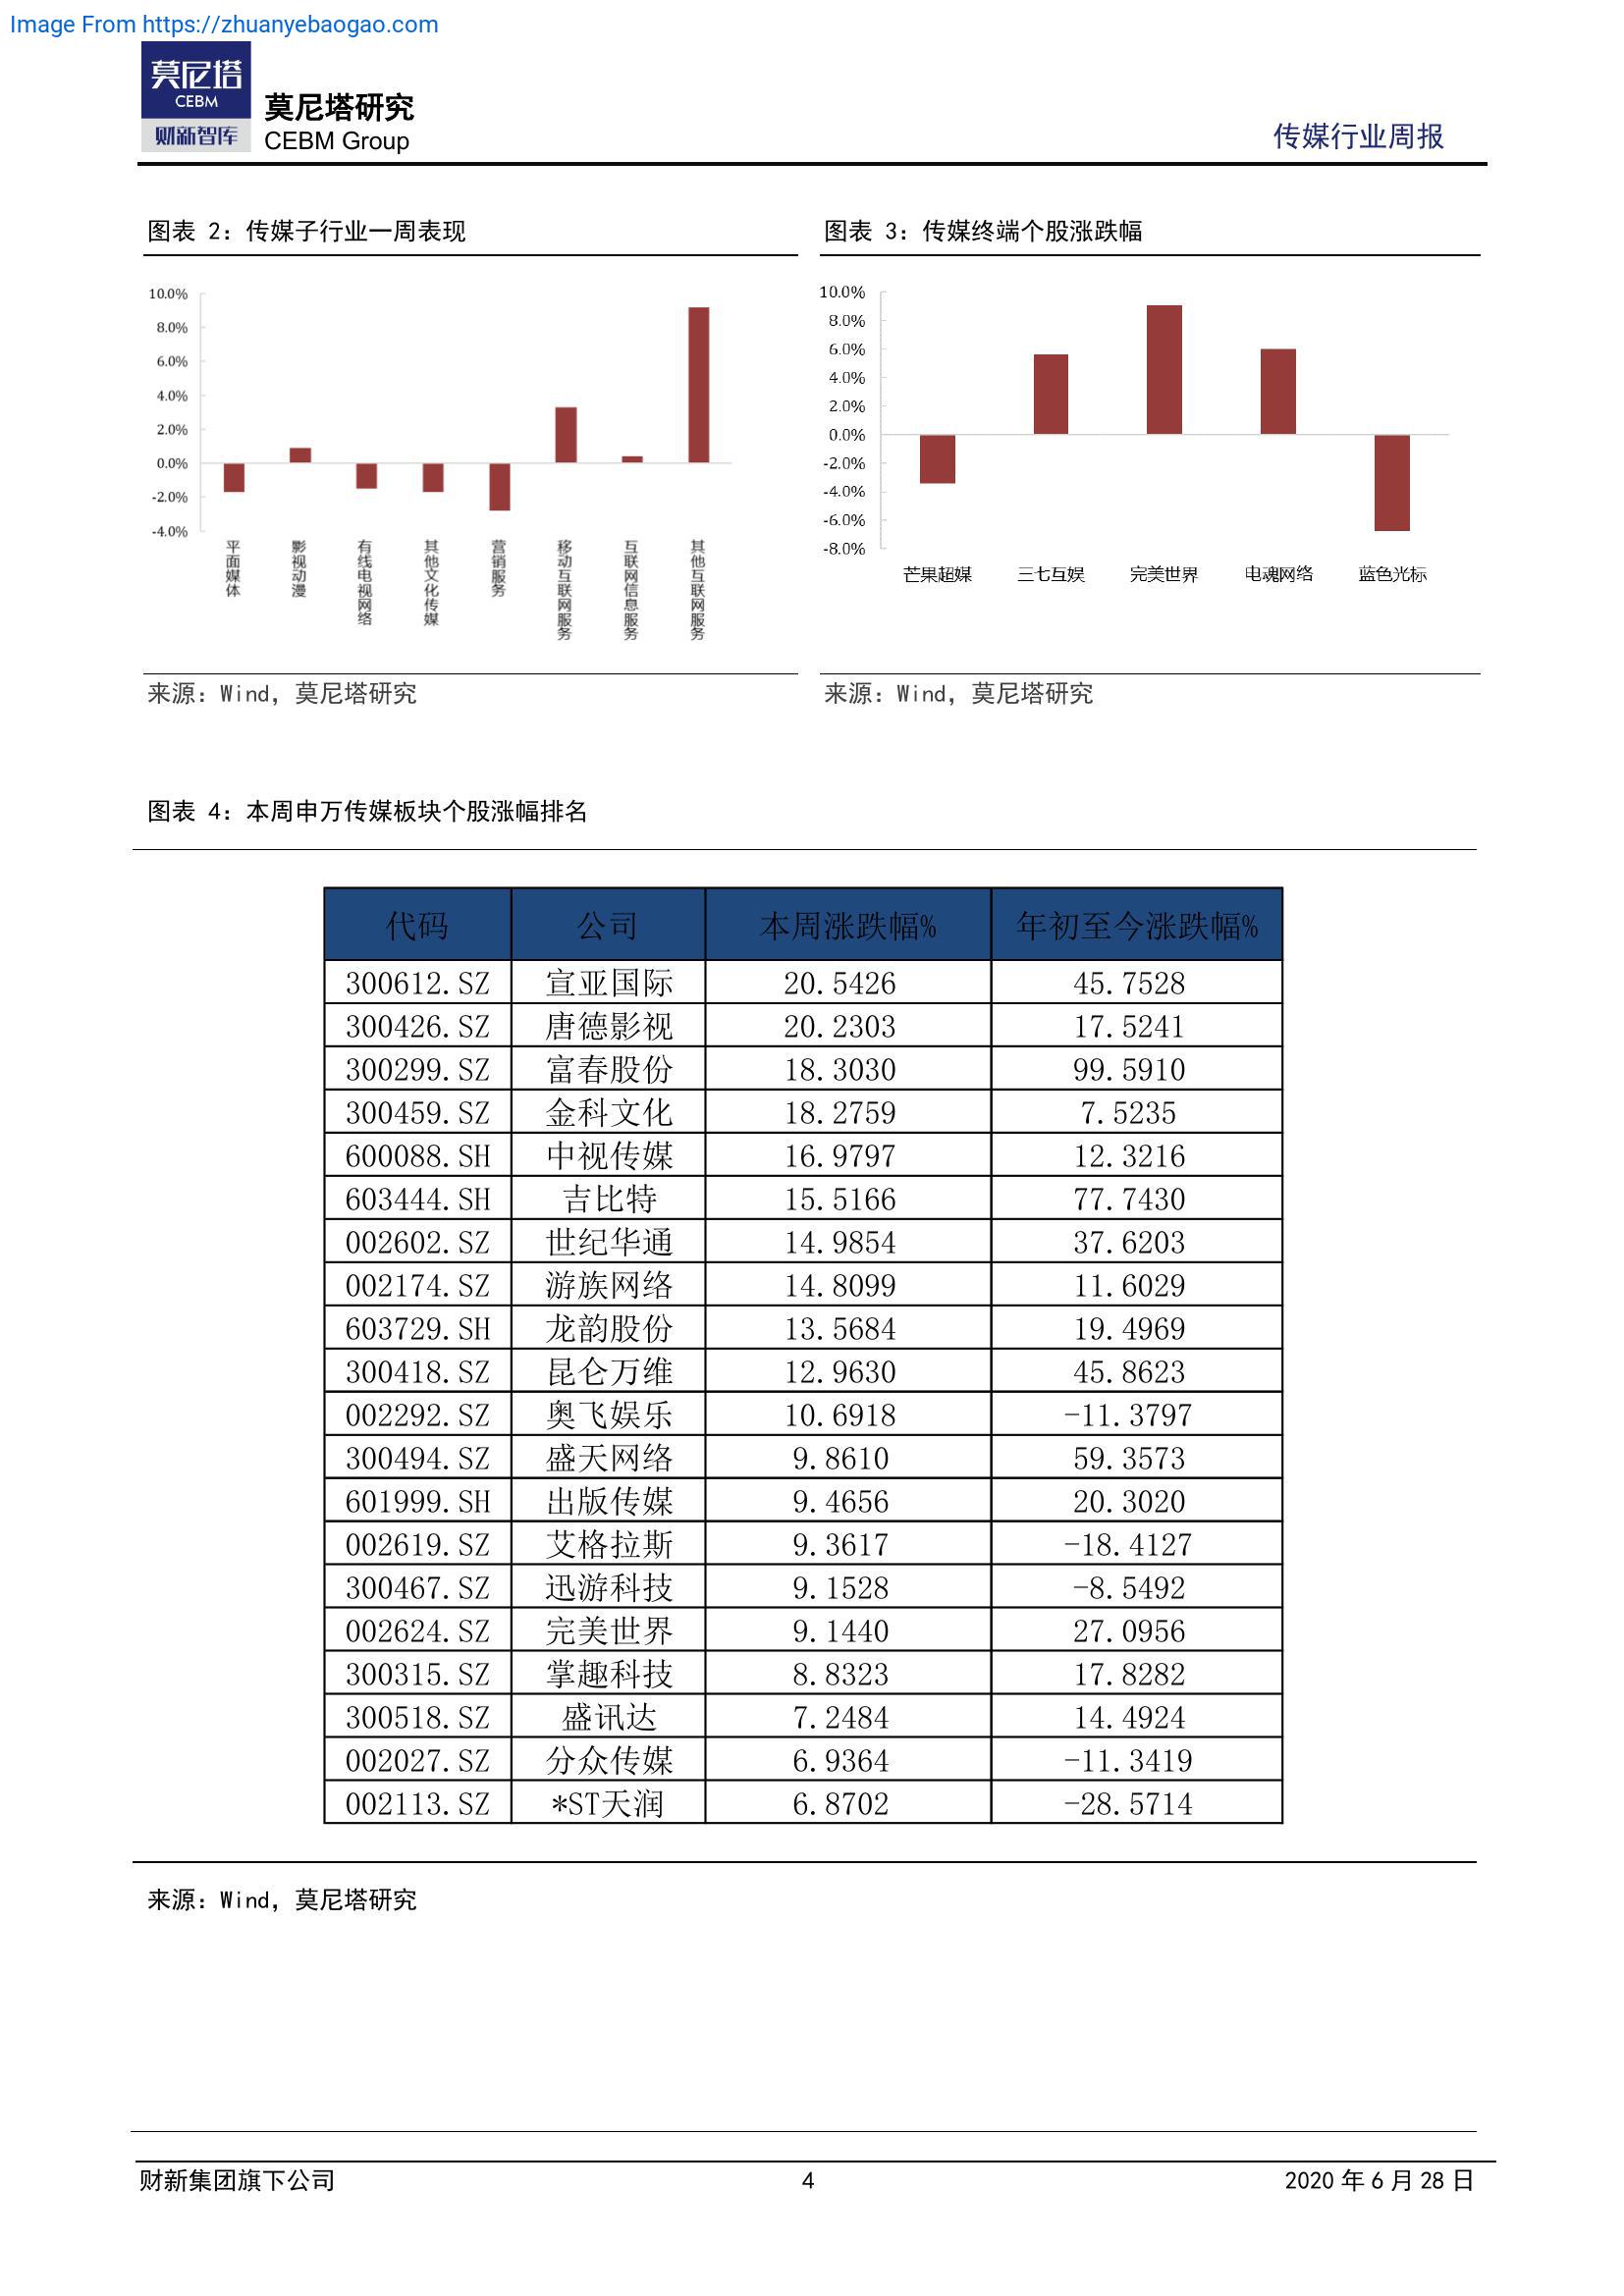 Image From https://zhuanyebaogao.com
莫尼塔
CEBM
财新智库
莫尼塔研究
CEBM Group
传媒行业周报
图表 2：传媒子行业一周表现
10.0%
8.0%
6.0%
4.0%
2.0%
0.0%
-2.0%
-4.0%
平面媒体
影视动漫
有线电视网络
其他文化传媒
营销服务
移动互联网服务
互联网信息服务
其他互联网服务
来源：Wind，莫尼塔研究
图表 3：传媒终端个股涨跌幅
10.0%
8.0%
6.0%
4.0%
2.0%
0.0%
-2.0%
-4.0%
-6.0%
-8.0%
芒果超媒 三七互娱 完美世界 电魂网络 蓝色光标
来源：Wind，莫尼塔研究
图表 4：本周申万传媒板块个股涨幅排名
代码 公司 本周涨跌幅% 年初至今涨跌幅%
300612.SZ 宣亚国际 20.5426 45.7528
300426.SZ 唐德影视 20.2303 17.5241
300299.SZ 富春股份 18.3030 99.5910
300459.SZ 金科文化 18.2759 7.5235
600088.SH 中视传媒 16.9797 12.3216
603444.SH 吉比特 15.5166 77.7430
002602.SZ 世纪华通 14.9854 37.6203
002174.SZ 游族网络 14.8099 11.6029
603729.SH 龙韵股份 13.5684 19.4969
300418.SZ 昆仑万维 12.9630 45.8623
002292.SZ 奥飞娱乐 10.6918 -11.3797
300494.SZ 盛天网络 9.8610 59.3573
601999.SH 出版传媒 9.4656 20.3020
002619.SZ 艾格拉斯 9.3617 -18.4127
300467.SZ 迅游科技 9.1528 -8.5492
002624.SZ 完美世界 9.1440 27.0956
300315.SZ 掌趣科技 8.8323 17.8282
300518.SZ 盛讯达 7.2484 14.4924
002027.SZ 分众传媒 6.9364 -11.3419
002113.SZ *ST天润 6.8702 -28.5714
来源：Wind，莫尼塔研究
财新集团旗下公司 4 2020 年 6 月 28 日